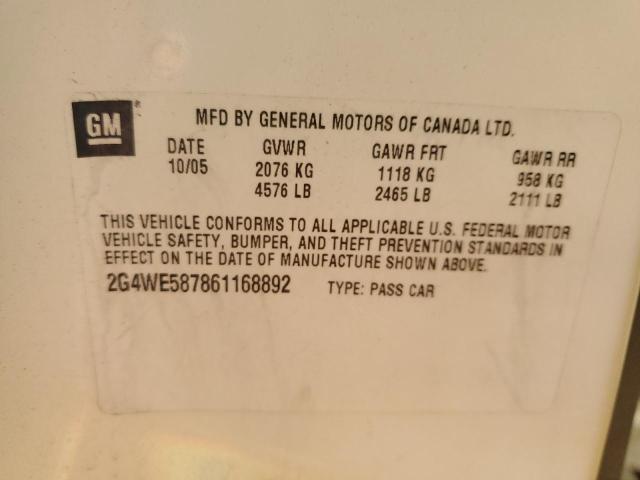 GM ®
MFD BY GENERAL MOTORS OF CANADA LTD.
DATE GVWR GAWR FRT GAWR RR
10/05 2076 KG 1118 KG 958 KG
4576 LB 2465 LB 2111 LB
THIS VEHICLE CONFORMS TO ALL APPLICABLE U.S. FEDERAL MOTOR
VEHICLE SAFETY, BUMPER, AND THEFT PREVENTION STANDARDS IN
EFFECT ON THE DATE OF MANUFACTURE SHOWN ABOVE.
2G4WE587861168892 TYPE: PASS CAR